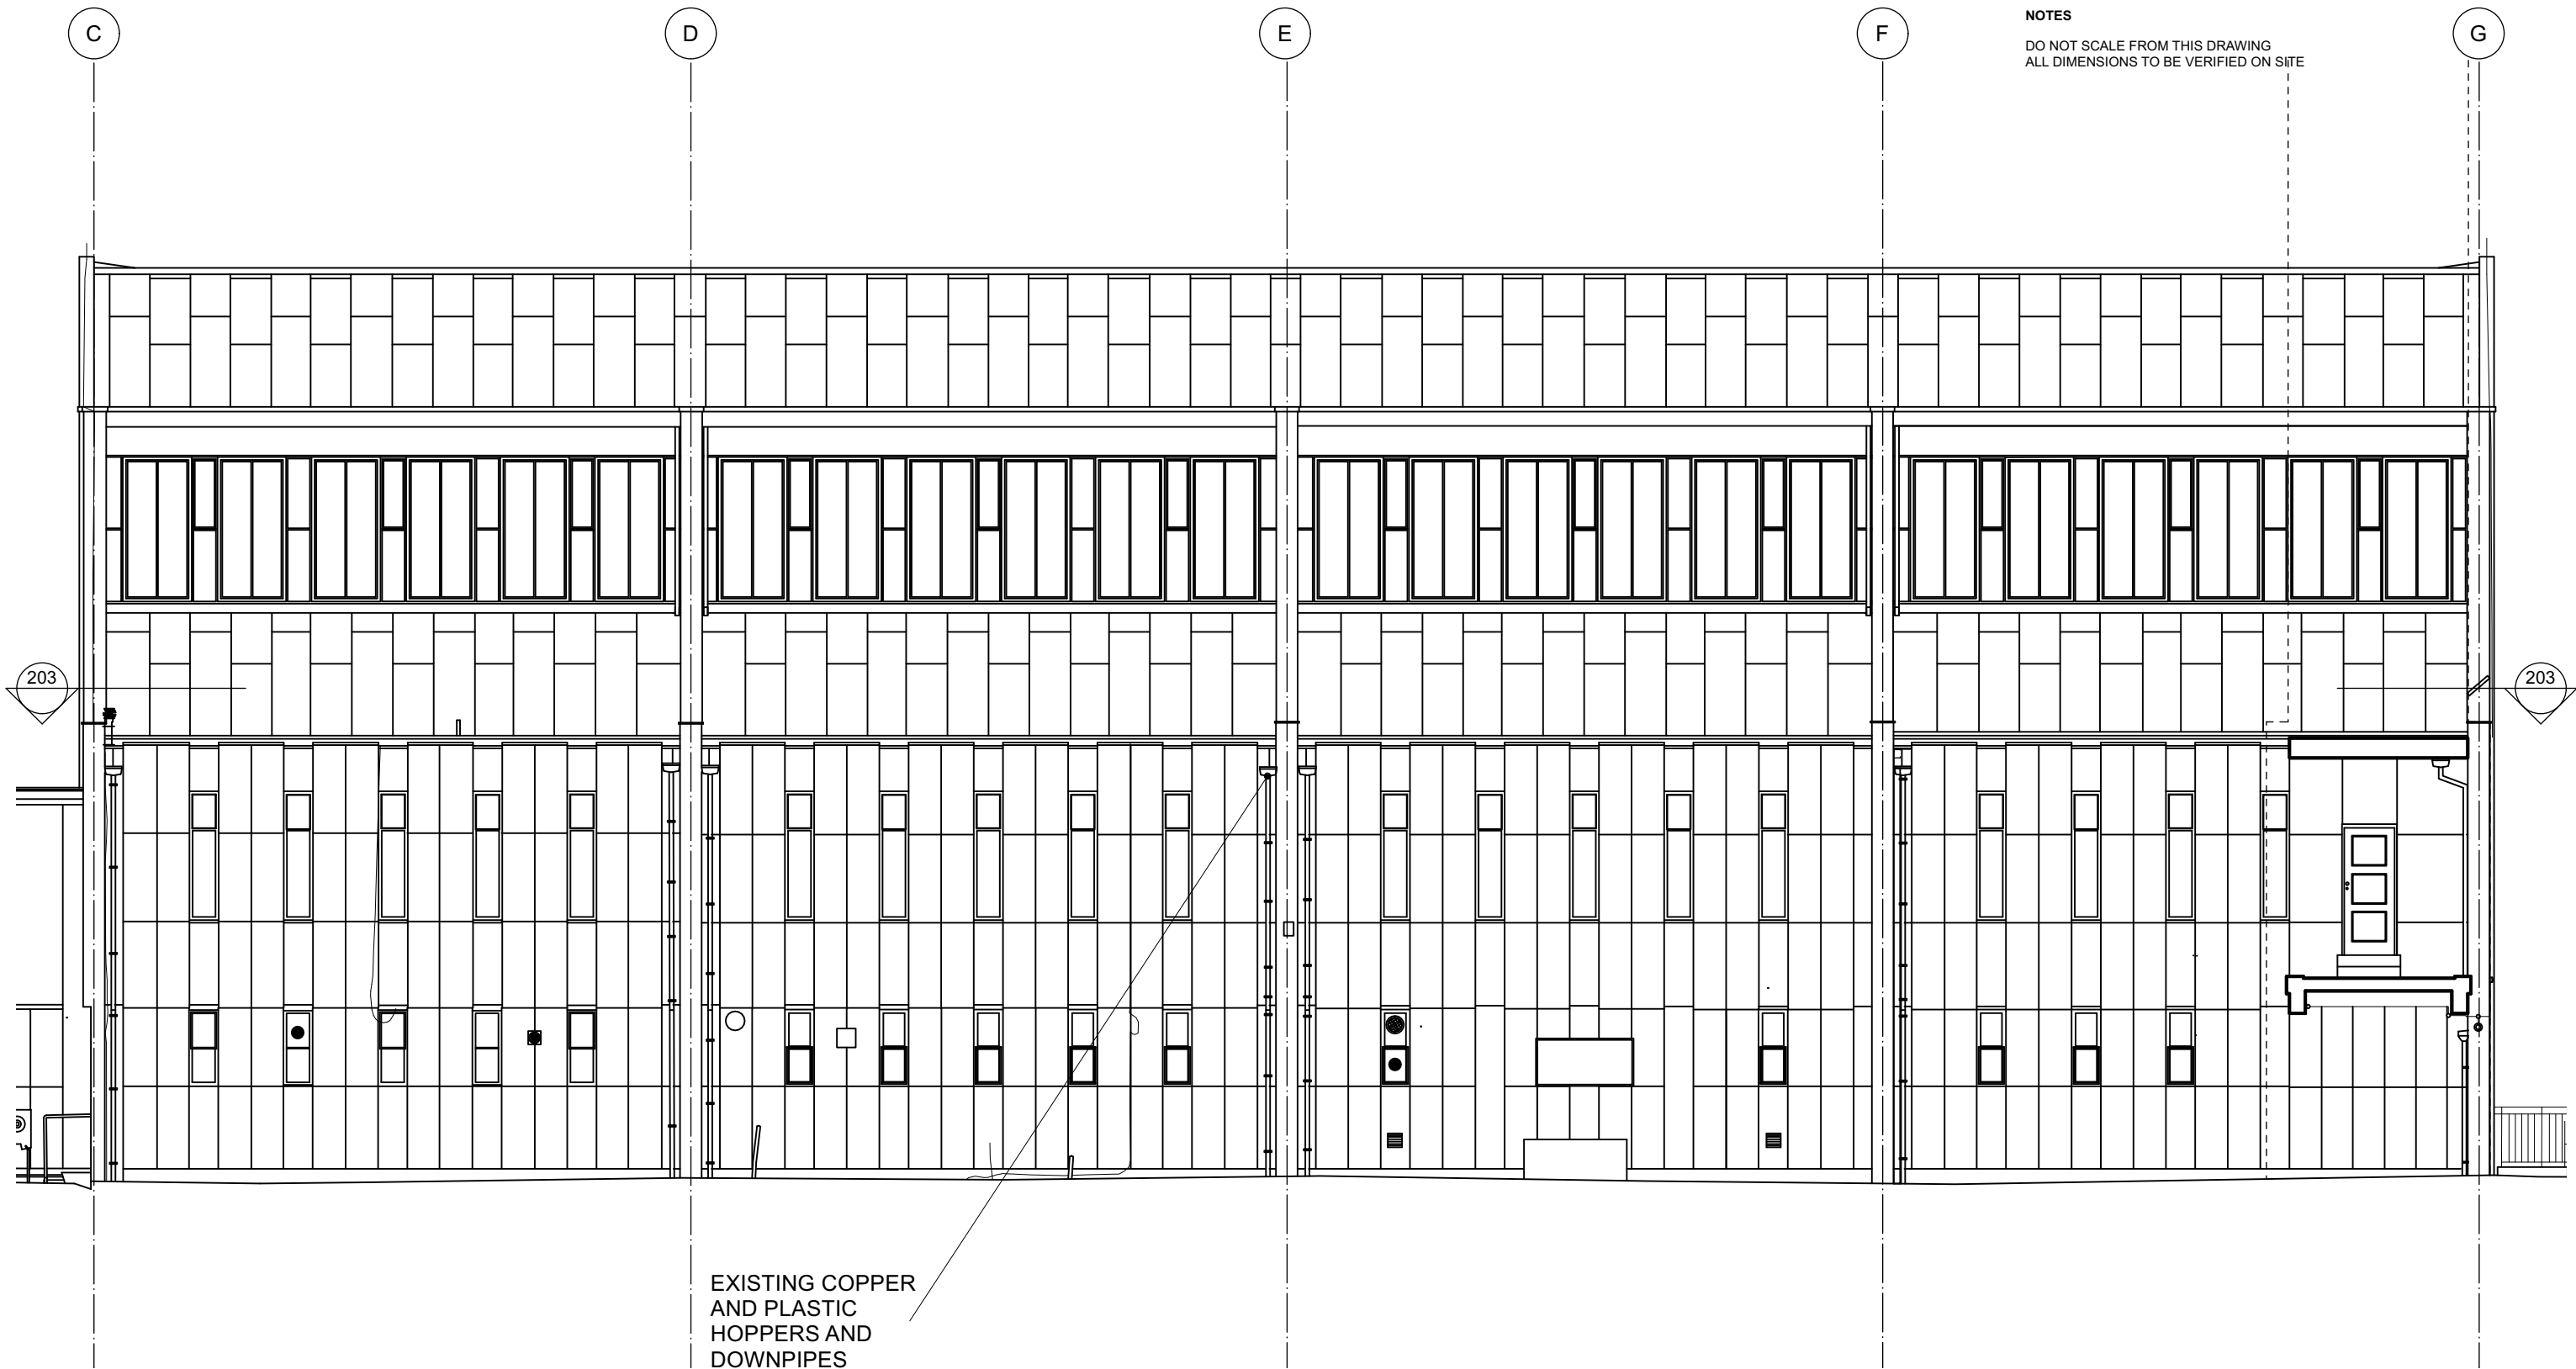 C
D
E
F
G
NOTES
DO NOT SCALE FROM THIS DRAWING
ALL DIMENSIONS TO BE VERIFIED ON SITE
203
203
EXISTING COPPER
AND PLASTIC
HOPPERS AND
DOWNPIPES